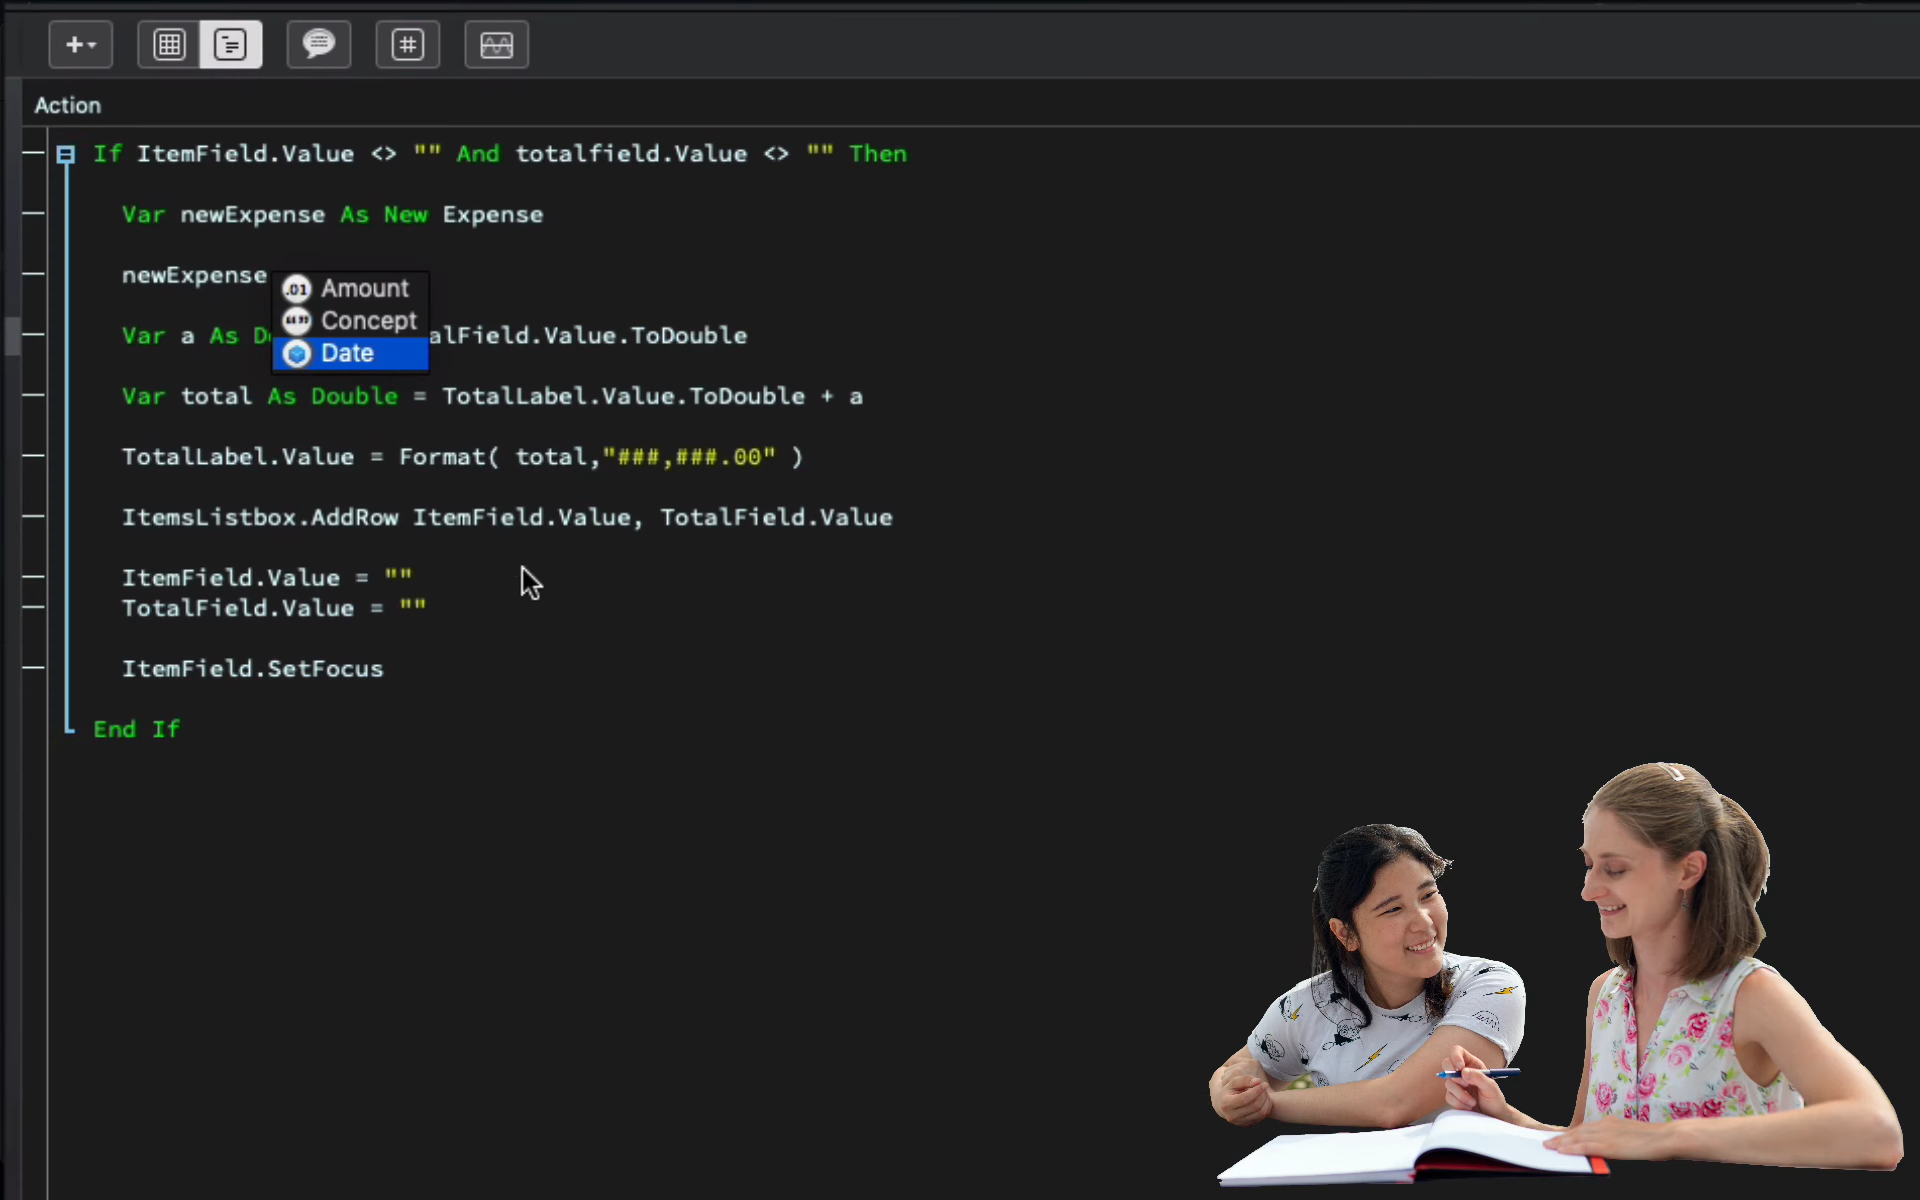 Action
If ItemField.Value <> "" And totalfield.Value <> "" Then
Var newExpense As New Expense
newExpense
Amount
Concept
Date
Var a As alField.Value.ToDouble
Var total As Double = TotalLabel.Value.ToDouble + a
TotalLabel.Value = Format( total,"###,###.00" )
ItemsListbox.AddRow ItemField.Value, TotalField.Value
ItemField.Value = ""
TotalField.Value = ""
ItemField.SetFocus
End If